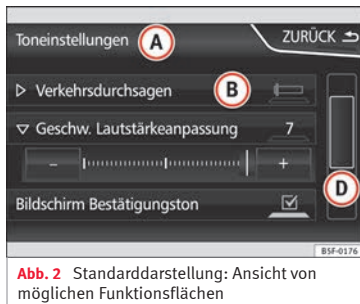 Toneinstellungen A ZURÜCK
Verkehrsdurchsagen B
Geschw. Lautstärkeanpassung 7
– +
D
Bildschirm Bestätigungston
B5F-0176
Abb. 2 Standarddarstellung: Ansicht von
möglichen Funktionsflächen